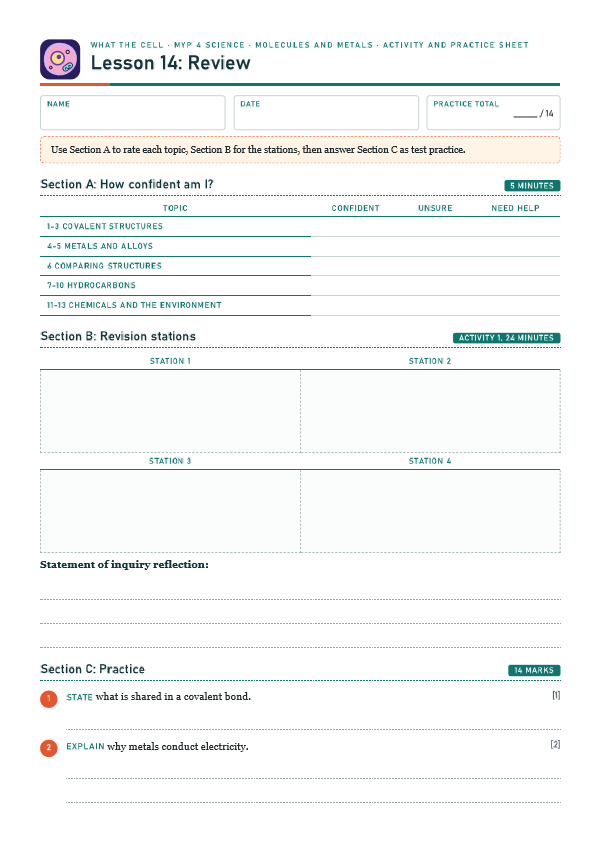 WHAT THE CELL · MYP 4 SCIENCE · MOLECULES AND METALS · ACTIVITY AND PRACTICE SHEET
Lesson 14: Review
NAME
DATE
PRACTICE TOTAL
_____ / 14
Use Section A to rate each topic, Section B for the stations, then answer Section C as test practice.
Section A: How confident am I?
5 MINUTES
TOPIC CONFIDENT UNSURE NEED HELP
1–3 COVALENT STRUCTURES
4–5 METALS AND ALLOYS
6 COMPARING STRUCTURES
7–10 HYDROCARBONS
11–13 CHEMICALS AND THE ENVIRONMENT
Section B: Revision stations
ACTIVITY 1, 24 MINUTES
STATION 1 STATION 2
STATION 3 STATION 4
Statement of inquiry reflection:
Section C: Practice
14 MARKS
1 STATE what is shared in a covalent bond. [1]
2 EXPLAIN why metals conduct electricity. [2]